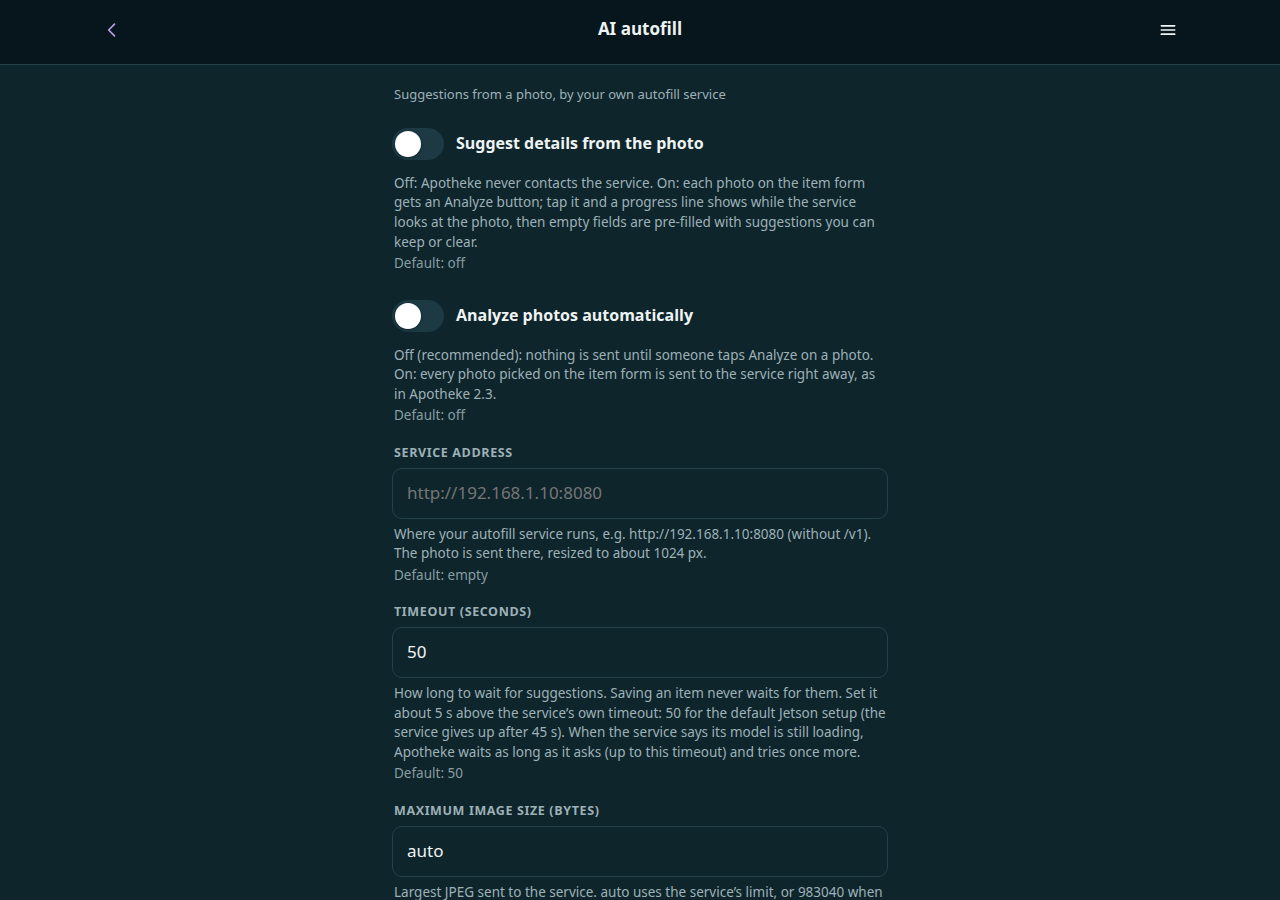 AI autofill
Suggestions from a photo, by your own autofill service
Suggest details from the photo
Off: Apotheke never contacts the service. On: each photo on the item form
gets an Analyze button; tap it and a progress line shows while the service
looks at the photo, then empty fields are pre-filled with suggestions you can
keep or clear.
Default: off
Analyze photos automatically
Off (recommended): nothing is sent until someone taps Analyze on a photo.
On: every photo picked on the item form is sent to the service right away, as
in Apotheke 2.3.
Default: off
SERVICE ADDRESS
http://192.168.1.10:8080
Where your autofill service runs, e.g. http://192.168.1.10:8080 (without /v1).
The photo is sent there, resized to about 1024 px.
Default: empty
TIMEOUT (SECONDS)
50
How long to wait for suggestions. Saving an item never waits for them. Set it
about 5 s above the service’s own timeout: 50 for the default Jetson setup (the
service gives up after 45 s). When the service says its model is still loading,
Apotheke waits as long as it asks (up to this timeout) and tries once more.
Default: 50
MAXIMUM IMAGE SIZE (BYTES)
auto
Largest JPEG sent to the service. auto uses the service’s limit, or 983040 when